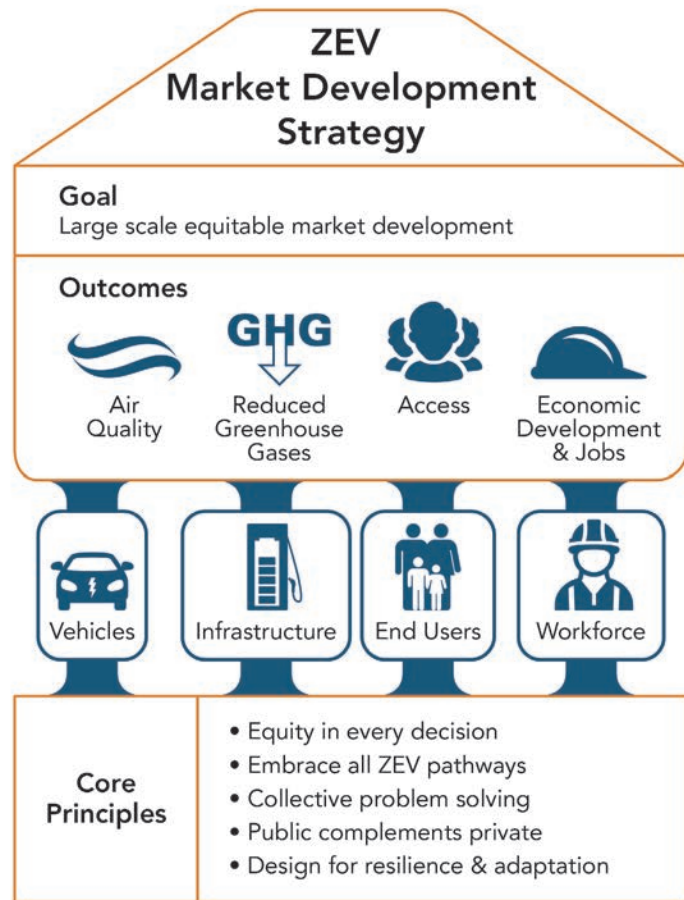 ZEV
Market Development
Strategy
Goal
Large scale equitable market development
Outcomes
GHG
Air
Quality
Reduced
Greenhouse
Gases
Access
Economic
Development
& Jobs
Vehicles
Infrastructure
End Users
Workforce
Core
Principles
• Equity in every decision
• Embrace all ZEV pathways
• Collective problem solving
• Public complements private
• Design for resilience & adaptation